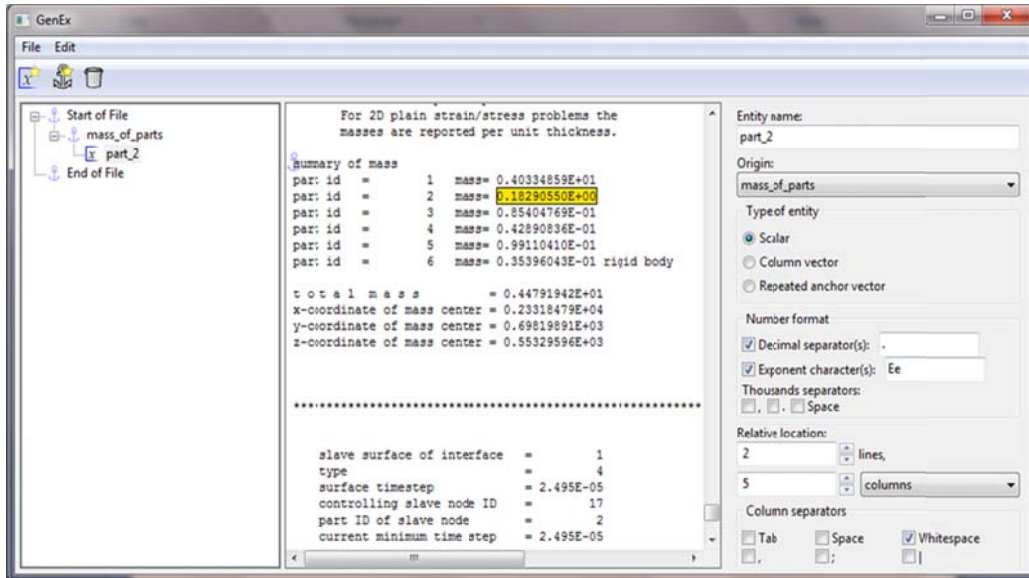 GenEx
File Edit
Start of File
mass_of_parts
x part_2
End of File
For 2D plain strain/stress problems the
masses are reported per unit thickness.
summary of mass
part id = 1 mass= 0.40334859E+01
part id = 2 mass= 0.18290550E+00
part id = 3 mass= 0.85404769E-01
part id = 4 mass= 0.42890836E-01
part id = 5 mass= 0.99110410E-01
part id = 6 mass= 0.35396043E-01 rigid body
t o t a l m a s s = 0.44791942E+01
x-coordinate of mass center = 0.23318479E+04
y-coordinate of mass center = 0.69819891E+03
z-coordinate of mass center = 0.55329596E+03
slave surface of interface = 1
type = 4
surface timestep = 2.495E-05
controlling slave node ID = 17
part ID of slave node = 2
current minimum time step = 2.495E-05
Entity name:
part_2
Origin:
mass_of_parts
Type of entity
Scalar
Column vector
Repeated anchor vector
Number format
Decimal separator(s): .
Exponent character(s): Ee
Thousands separators:
, . Space
Relative location:
2 lines,
5 columns
Column separators
Tab Space Whitespace
, ; |